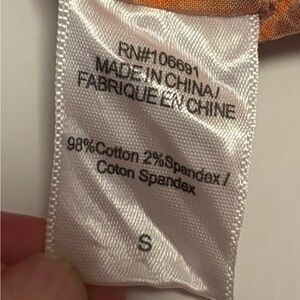 RN#106691
MADE IN CHINA/
FABRIQUE EN CHINE
98%Cotton 2%Spandex /
Coton Spandex
S